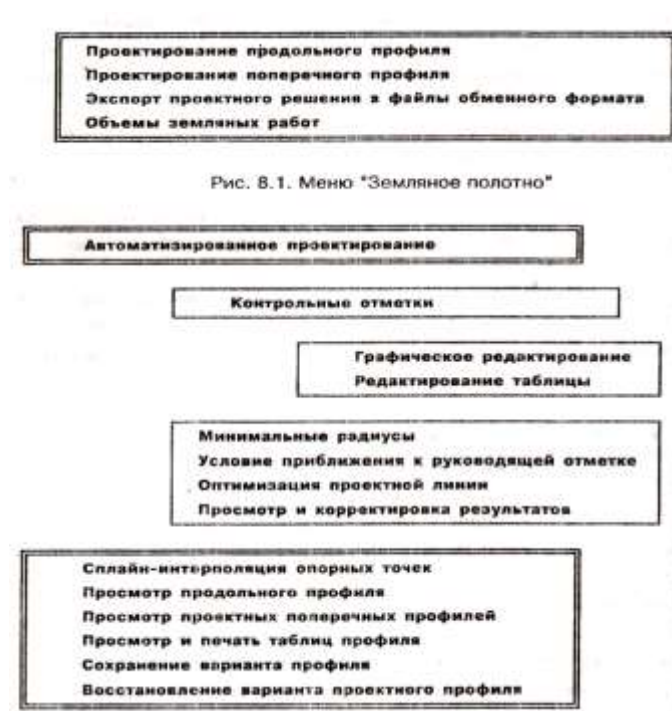 Проектирование продольного профиля
Проектирование поперечного профиля
Экспорт проектного решения в файлы обменного формата
Объемы земляных работ
Рис. 8.1. Меню "Земляное полотно"
Автоматизированное проектирование
Контрольные отметки
Графическое редактирование
Редактирование таблицы
Минимальные радиусы
Условие приближения к руководящей отметке
Оптимизация проектной линии
Просмотр и корректировка результатов
Сплайн-интерполяция опорных точек
Просмотр продольного профиля
Просмотр проектных поперечных профилей
Просмотр и печать таблиц профиля
Сохранение варианта профиля
Восстановление варианта проектного профиля